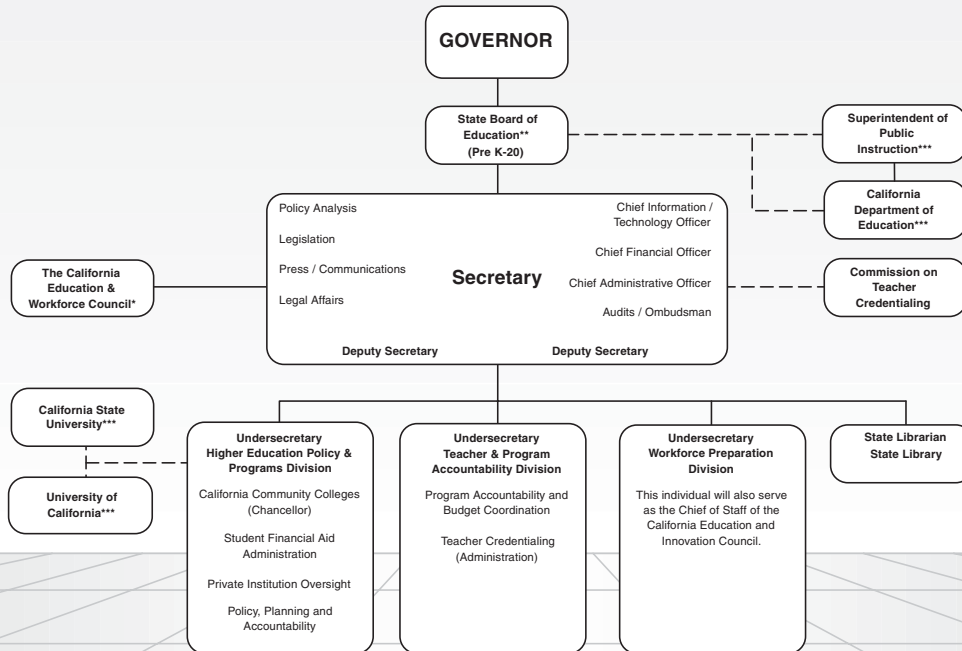 GOVERNOR
State Board of
Education**
(Pre K-20)
Superintendent of
Public
Instruction***
California
Department of
Education***
Policy Analysis
Legislation
Press / Communications
Legal Affairs
Secretary
Chief Information /
Technology Officer
Chief Financial Officer
Chief Administrative Officer
Audits / Ombudsman
Deputy Secretary
Deputy Secretary
The California
Education &
Workforce Council*
Commission on
Teacher
Credentialing
California State
University***
University of
California***
Undersecretary
Higher Education Policy &
Programs Division
California Community Colleges
(Chancellor)
Student Financial Aid
Administration
Private Institution Oversight
Policy, Planning and
Accountability
Undersecretary
Teacher & Program
Accountability Division
Program Accountability and
Budget Coordination
Teacher Credentialing
(Administration)
Undersecretary
Workforce Preparation
Division
This individual will also serve
as the Chief of Staff of the
California Education and
Innovation Council.
State Librarian
State Library